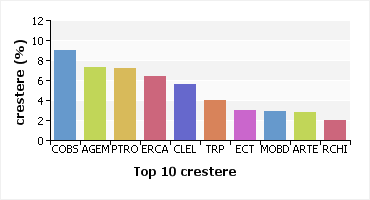 crestere (%)
12
10
8
6
4
2
0
COBS AGEM PTRO ERCA CLEL TRP ECT MOBD ARTE RCHI
Top 10 crestere